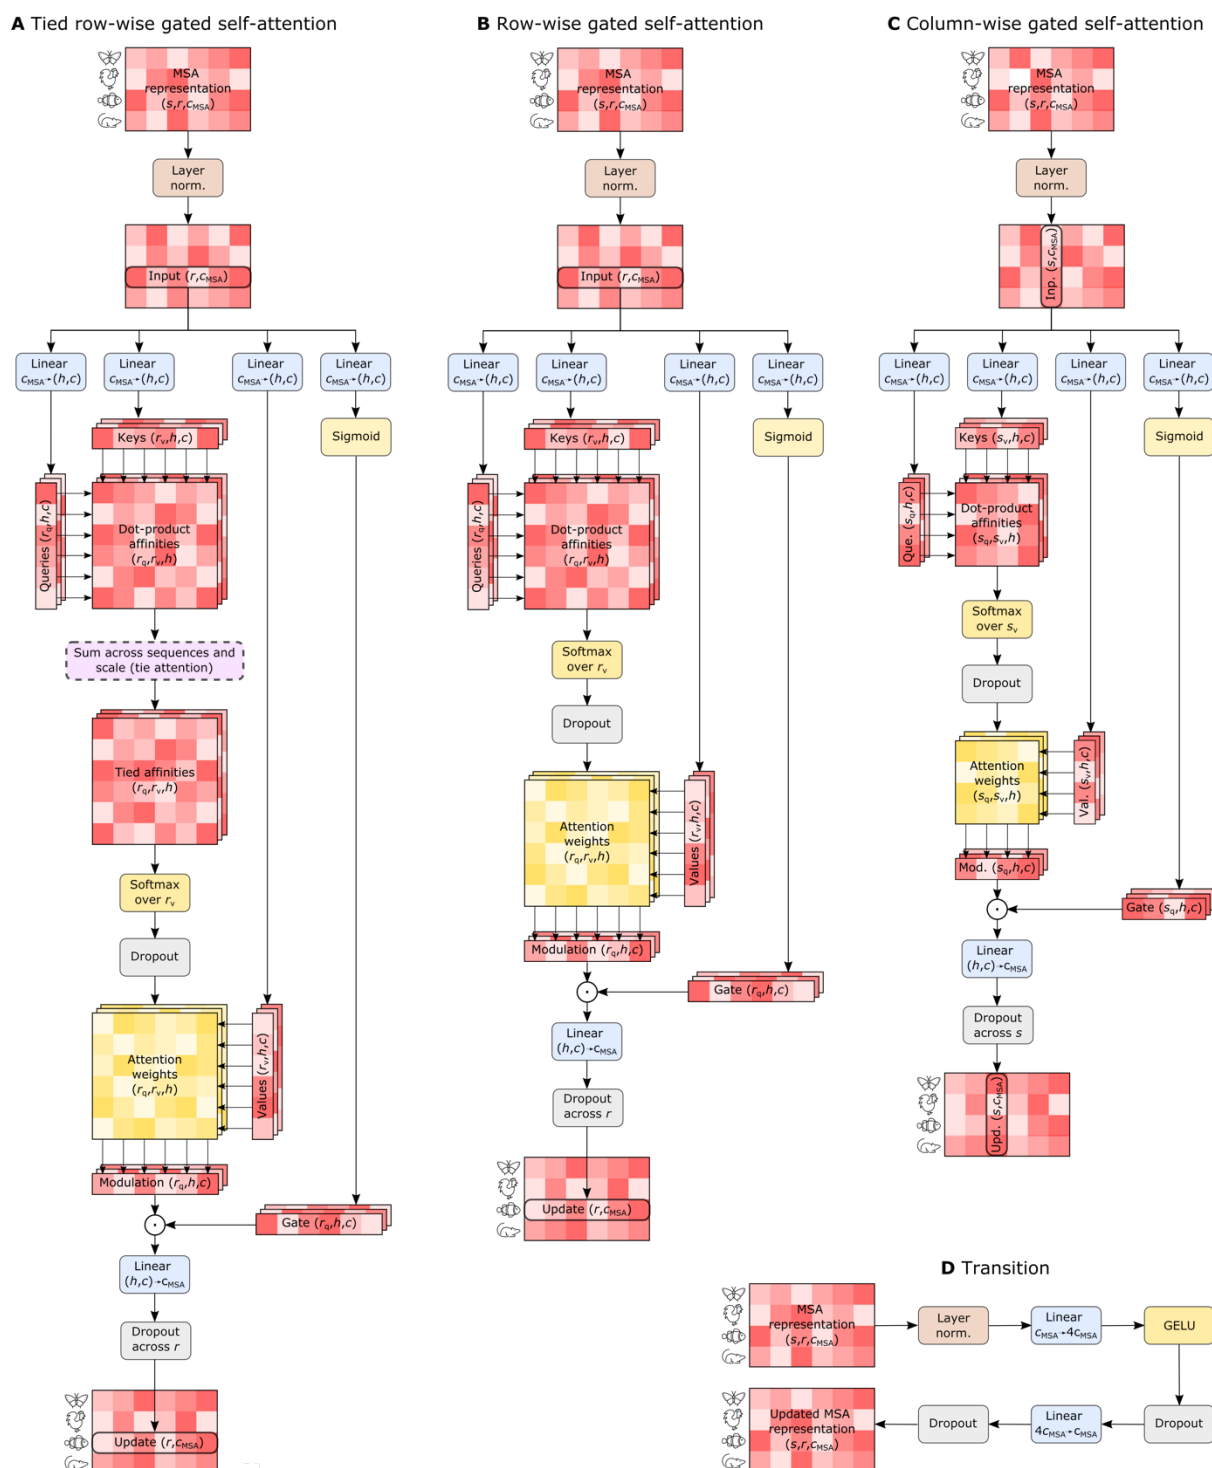 A Tied row-wise gated self-attention
MSA
representation
(s,r,cMSA)
Layer
norm.
Input (r,cMSA)
Linear
cMSA→(h,c)
Linear
cMSA→(h,c)
Linear
cMSA→(h,c)
Linear
cMSA→(h,c)
Keys (rv,h,c)
Sigmoid
Queries (rq,h,c)
Dot-product
affinities
(rq,rv,h)
Sum across sequences and
scale (tie attention)
Tied affinities
(rq,rv,h)
Softmax
over rv
Dropout
Attention
weights
(rq,rv,h)
Values (rv,h,c)
Modulation (rq,h,c)
Gate (rq,h,c)
Linear
(h,c)→cMSA
Dropout
across r
Update (r,cMSA)
B Row-wise gated self-attention
MSA
representation
(s,r,cMSA)
Layer
norm.
Input (r,cMSA)
Linear
cMSA→(h,c)
Linear
cMSA→(h,c)
Linear
cMSA→(h,c)
Linear
cMSA→(h,c)
Keys (rv,h,c)
Sigmoid
Queries (rq,h,c)
Dot-product
affinities
(rq,rv,h)
Softmax
over rv
Dropout
Attention
weights
(rq,rv,h)
Values (rv,h,c)
Modulation (rq,h,c)
Gate (rq,h,c)
Linear
(h,c)→cMSA
Dropout
across r
Update (r,cMSA)
C Column-wise gated self-attention
MSA
representation
(s,r,cMSA)
Layer
norm.
Inp. (s,cMSA)
Linear
cMSA→(h,c)
Linear
cMSA→(h,c)
Linear
cMSA→(h,c)
Linear
cMSA→(h,c)
Keys (sv,h,c)
Sigmoid
Que. (sq,h,c)
Dot-product
affinities
(sq,sv,h)
Softmax
over sv
Dropout
Attention
weights
(sq,sv,h)
Val. (sv,h,c)
Mod. (sq,h,c)
Gate (sq,h,c)
Linear
(h,c)→cMSA
Dropout
across s
Upd. (s,cMSA)
D Transition
MSA
representation
(s,r,cMSA)
Layer
norm.
Linear
cMSA→4cMSA
GELU
Dropout
Linear
4cMSA→cMSA
Dropout
Updated MSA
representation
(s,r,cMSA)